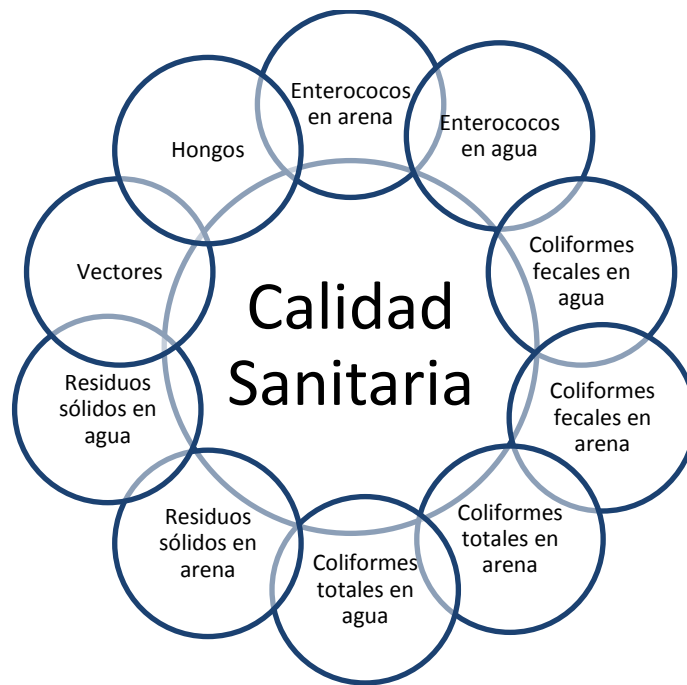 Enterococos
en arena
Enterococos
en agua
Coliformes
fecales en
agua
Coliformes
fecales en
arena
Coliformes
totales en
arena
Coliformes
totales en
agua
Residuos
sólidos en
arena
Residuos
sólidos en
agua
Vectores
Hongos
Calidad
Sanitaria